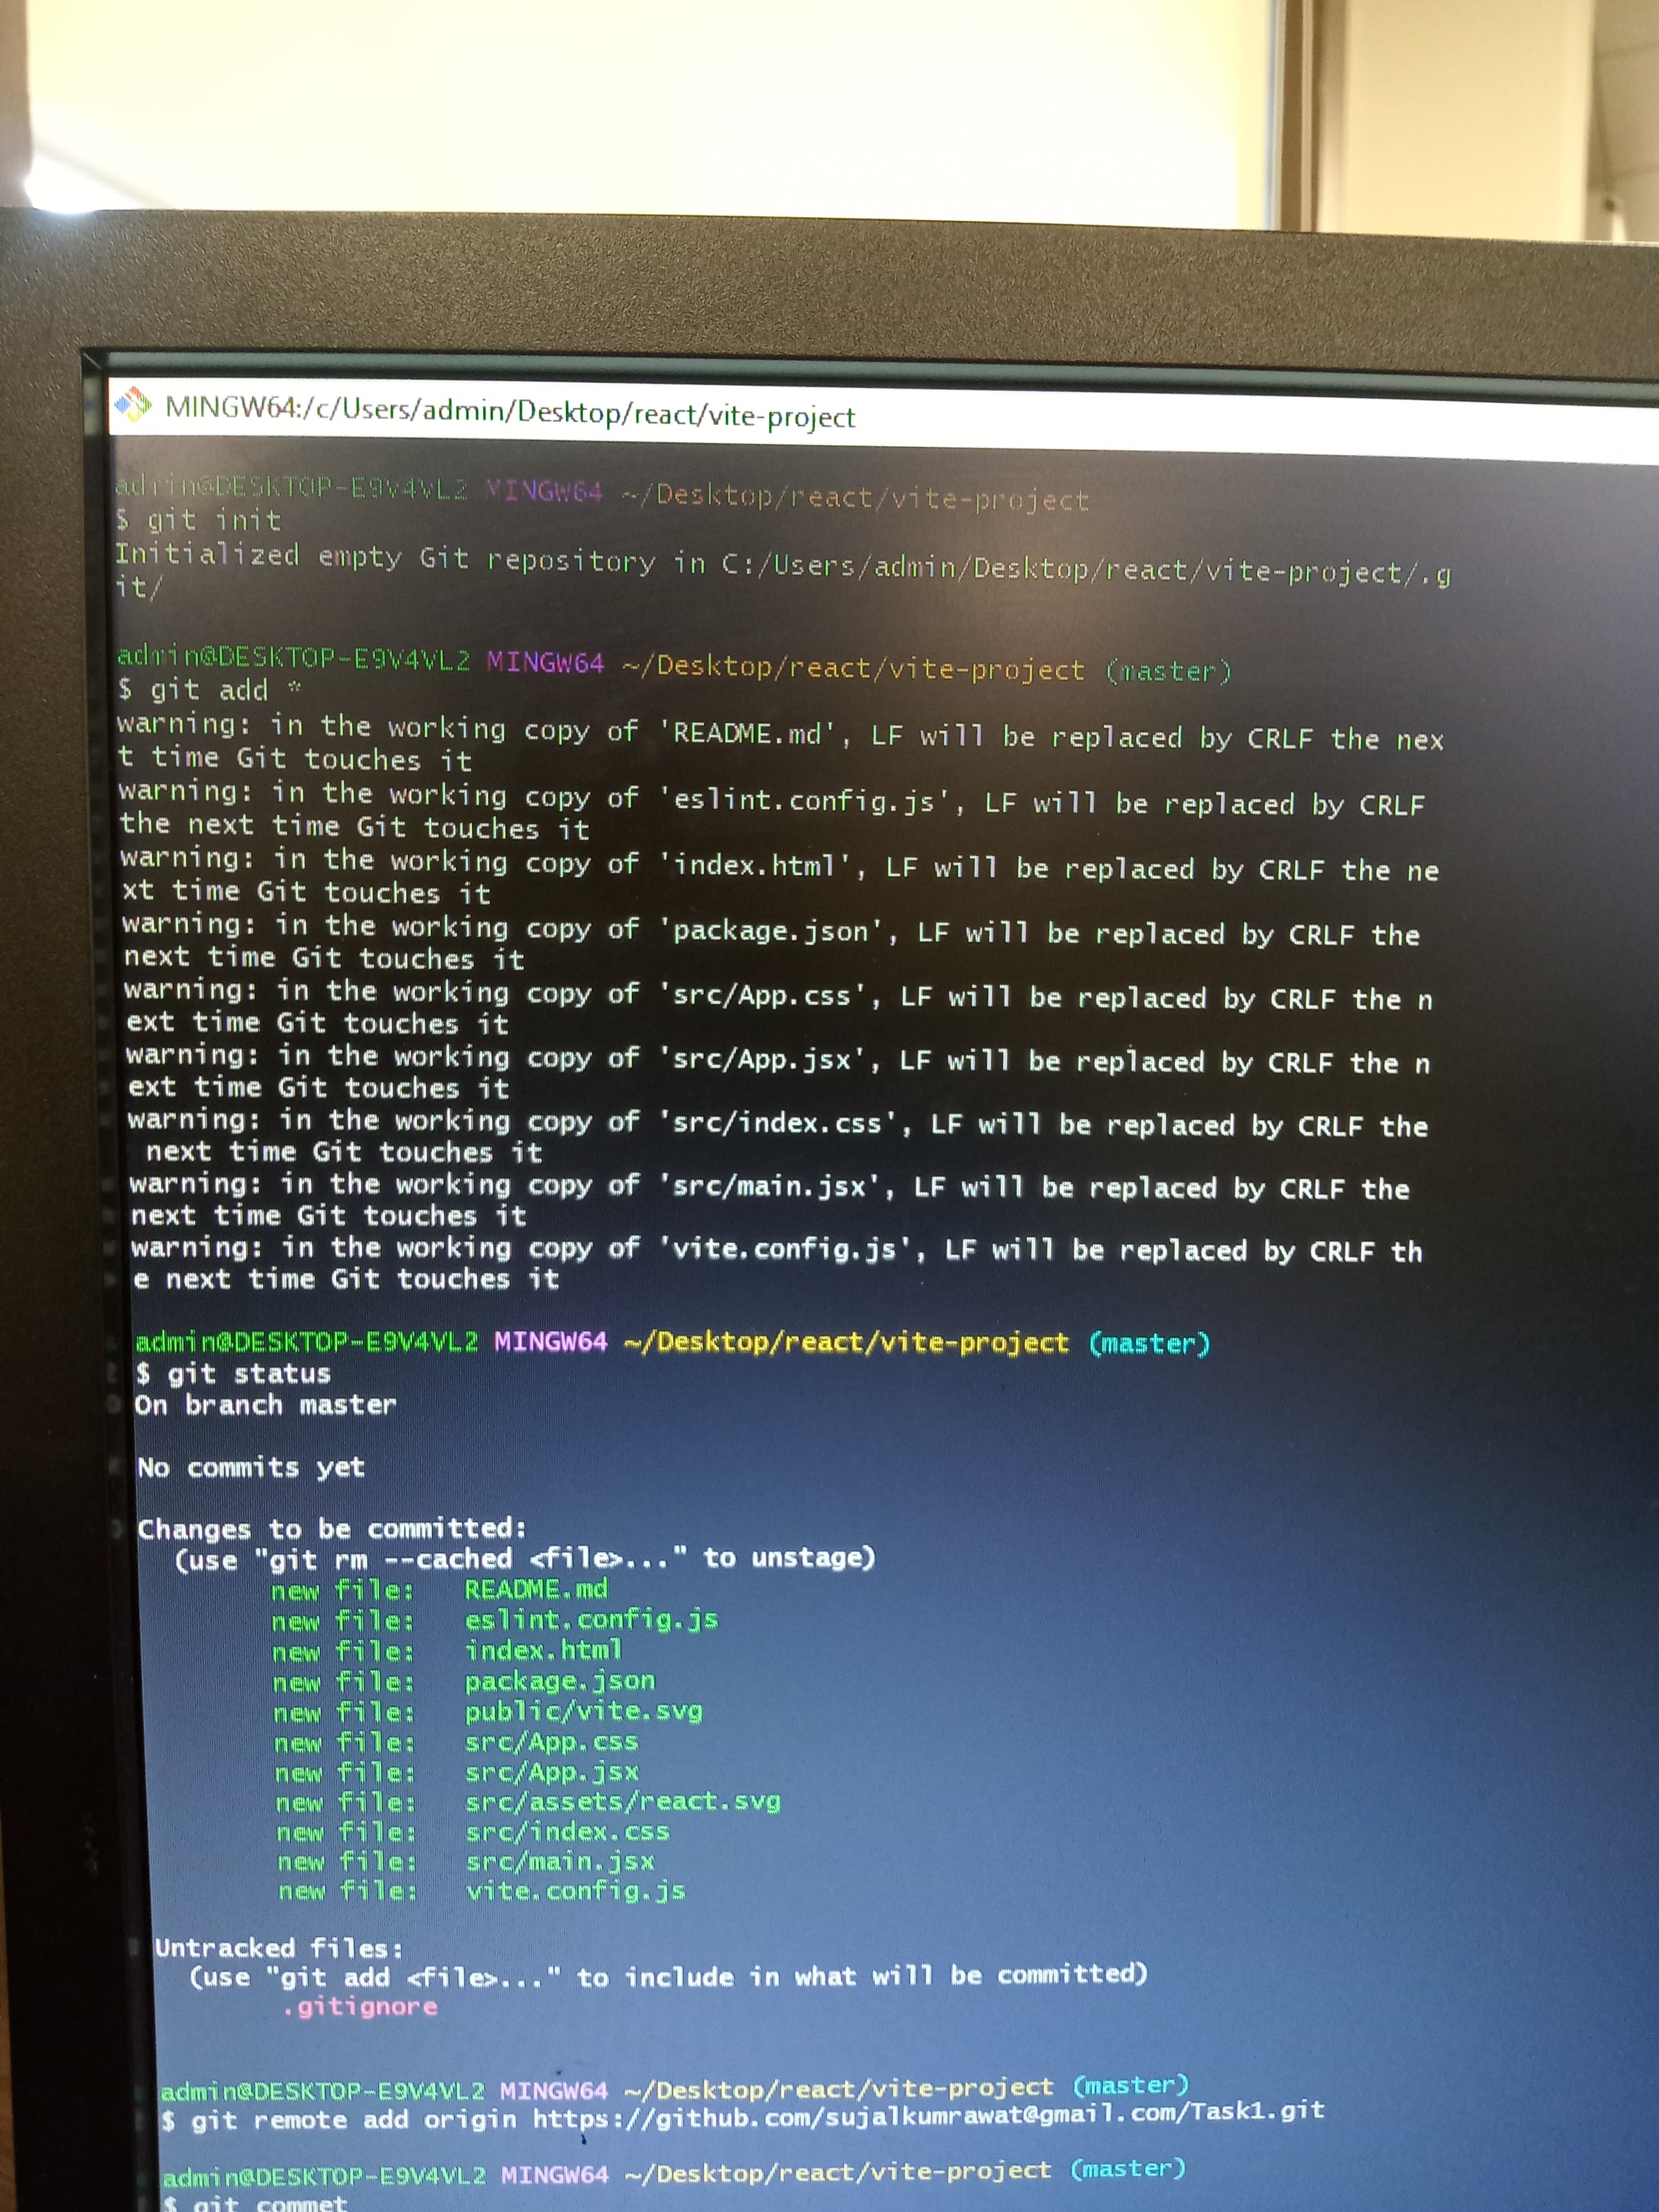 MINGW64:/c/Users/admin/Desktop/react/vite-project
admin@DESKTOP-E9V4VL2 MINGW64 ~/Desktop/react/vite-project
$ git init
Initialized empty Git repository in C:/Users/admin/Desktop/react/vite-project/.g
it/
admin@DESKTOP-E9V4VL2 MINGW64 ~/Desktop/react/vite-project (master)
$ git add *
warning: in the working copy of 'README.md', LF will be replaced by CRLF the nex
t time Git touches it
warning: in the working copy of 'eslint.config.js', LF will be replaced by CRLF
the next time Git touches it
warning: in the working copy of 'index.html', LF will be replaced by CRLF the ne
xt time Git touches it
warning: in the working copy of 'package.json', LF will be replaced by CRLF the
next time Git touches it
warning: in the working copy of 'src/App.css', LF will be replaced by CRLF the n
ext time Git touches it
warning: in the working copy of 'src/App.jsx', LF will be replaced by CRLF the n
ext time Git touches it
warning: in the working copy of 'src/index.css', LF will be replaced by CRLF the
 next time Git touches it
warning: in the working copy of 'src/main.jsx', LF will be replaced by CRLF the
next time Git touches it
warning: in the working copy of 'vite.config.js', LF will be replaced by CRLF th
e next time Git touches it
admin@DESKTOP-E9V4VL2 MINGW64 ~/Desktop/react/vite-project (master)
$ git status
On branch master
No commits yet
Changes to be committed:
  (use "git rm --cached <file>..." to unstage)
        new file:   README.md
        new file:   eslint.config.js
        new file:   index.html
        new file:   package.json
        new file:   public/vite.svg
        new file:   src/App.css
        new file:   src/App.jsx
        new file:   src/assets/react.svg
        new file:   src/index.css
        new file:   src/main.jsx
        new file:   vite.config.js
Untracked files:
  (use "git add <file>..." to include in what will be committed)
        .gitignore
admin@DESKTOP-E9V4VL2 MINGW64 ~/Desktop/react/vite-project (master)
$ git remote add origin https://github.com/sujalkumrawat@gmail.com/Task1.git
admin@DESKTOP-E9V4VL2 MINGW64 ~/Desktop/react/vite-project (master)
$ git commet